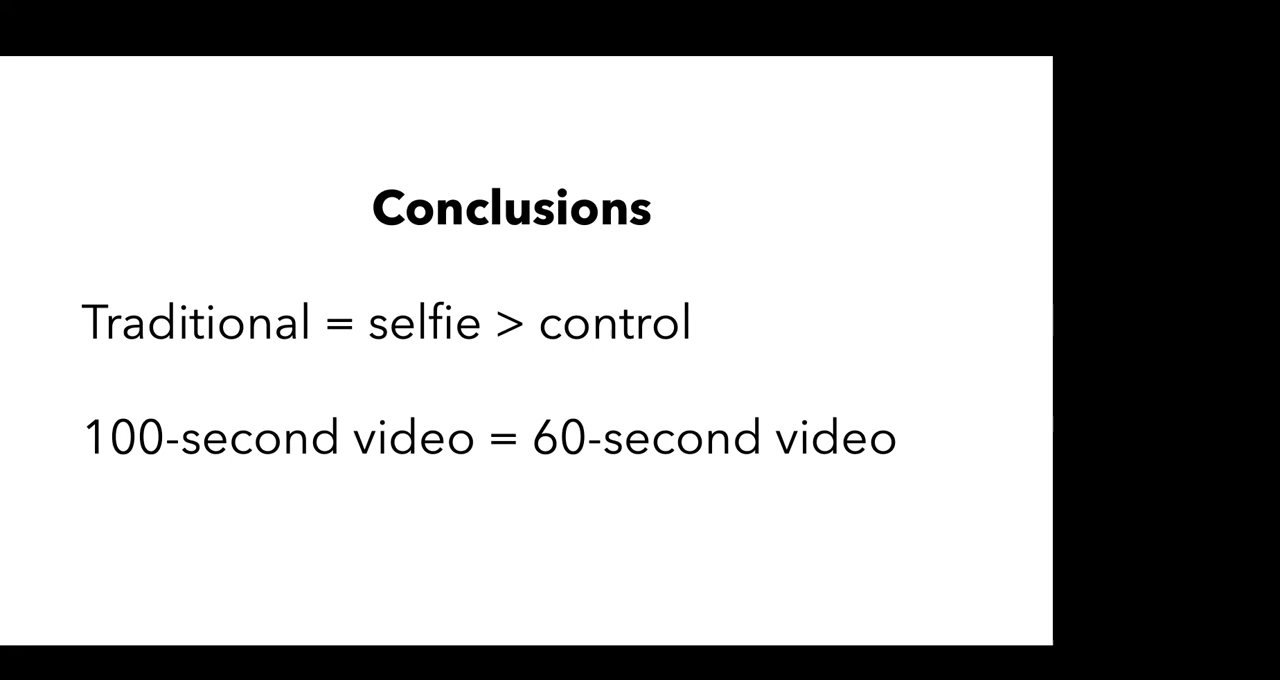 Conclusions
Traditional = selfie > control
100-second video = 60-second video